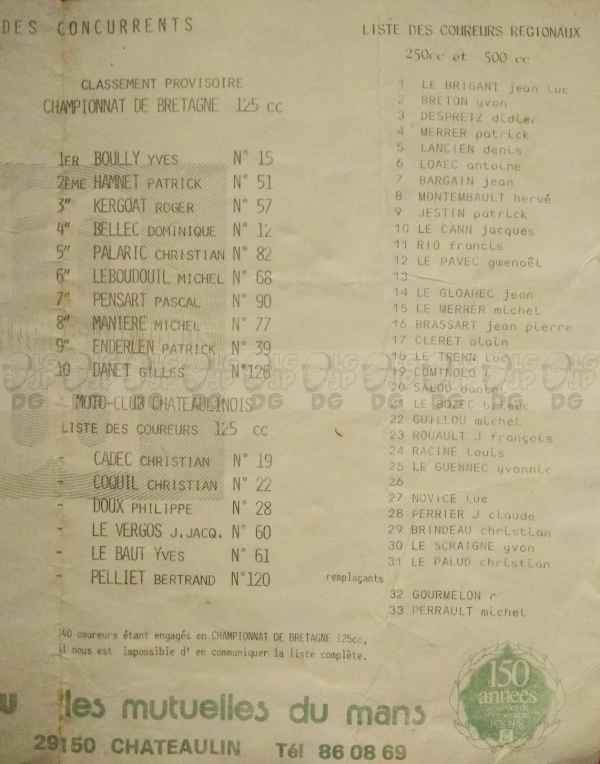 DES CONCURRENTS
CLASSEMENT PROVISOIRE
CHAMPIONNAT DE BRETAGNE 125 cc
1ER BOULLY YVES N° 15
2ÈME HAMNET PATRICK N° 51
3" KERGOAT ROGER N° 57
4" BELLEC DOMINIQUE N° 12
5" PALARIC CHRISTIAN N° 82
6" LEBOUDOUIL MICHEL N° 68
7" PENSART PASCAL N° 90
8" MANIERE MICHEL N° 77
9" ENDERLEN PATRICK N° 39
10 DANET GILLES N°126
MOTO-CLUB CHATEAULINOIS
LISTE DES COUREURS 125 cc
- CADEC CHRISTIAN N° 19
- COQUIL CHRISTIAN N° 22
- DOUX PHILIPPE N° 28
- LE VERGOS J.JACQ. N° 60
- LE BAUT YVES N° 61
- PELLIET BERTRAND N°120
140 coureurs étant engagés en CHAMPIONNAT DE BRETAGNE 125cc,
il nous est impossible d' en communiquer la liste complète.
LISTE DES COUREURS REGIONAUX
250cc et 500 cc
1 LE BRIGANT jean luc
2 BRETON yvon
3 DESPRETZ didier
4 MERRER patrick
5 LANCIEN denis
6 LOAEC antoine
7 BARGAIN jean
8 MONTEMBAULT hervé
9 JESTIN patrick
10 LE CANN jacques
11 RIO francis
12 LE PAVEC gwenaël
13
14 LE GLOAHEC jean
15 LE MERRER michel
16 BRASSART jean pierre
17 CLERET alain
18 LE TRENN luc
19 LUMINOLO
20 SALOU daniel
21 LE BOZEC
22 GUILLOU michel
23 ROUAULT J françois
24 RACINE louis
25 LE GUENNEC yvonnic
26
27 NOVICE luc
28 PERRIER J claude
29 BRINDEAU christian
30 LE SCRAIGNE yvon
31 LE PALUD christian
remplaçants
32 GOURMELON r
33 PERRAULT michel
les mutuelles du mans
29150 CHATEAULIN Tél 86 08 69
150
années
LG
JP
DG